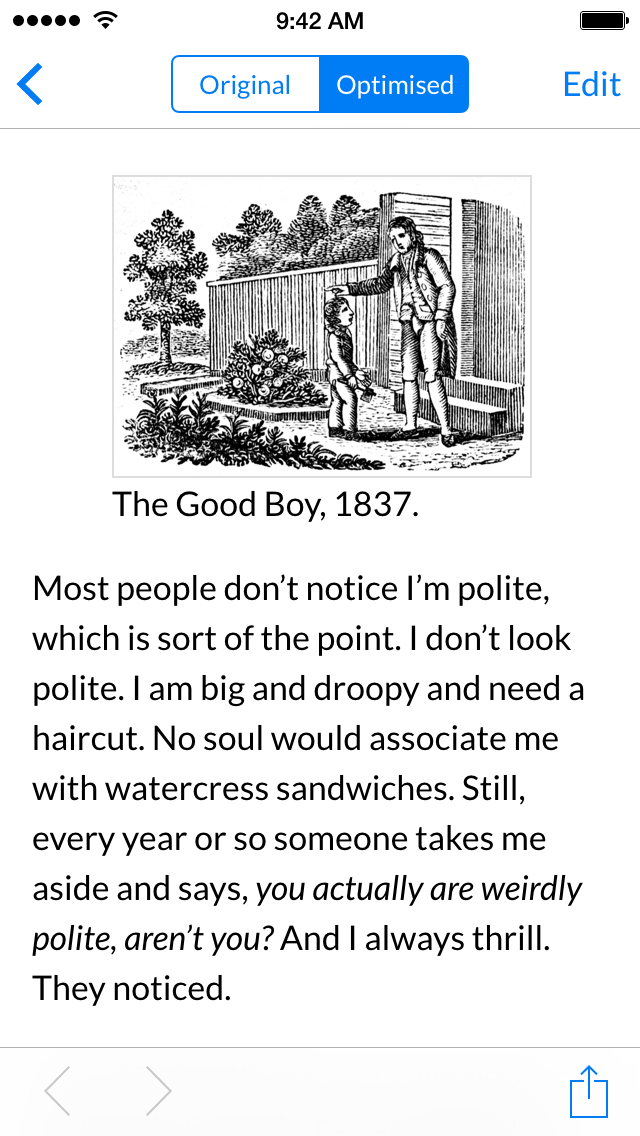 9:42 AM
Original
Optimised
Edit
The Good Boy, 1837.
Most people don’t notice I’m polite,
which is sort of the point. I don’t look
polite. I am big and droopy and need a
haircut. No soul would associate me
with watercress sandwiches. Still,
every year or so someone takes me
aside and says, you actually are weirdly
polite, aren’t you? And I always thrill.
They noticed.